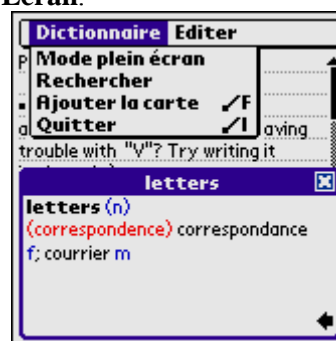 Écran.
Dictionnaire Editer
Mode plein écran
Rechercher
Ajouter la carte /F
Quitter /I
aving
trouble with "V"? Try writing it
letters
letters (n)
(correspondence) correspondance
f; courrier m